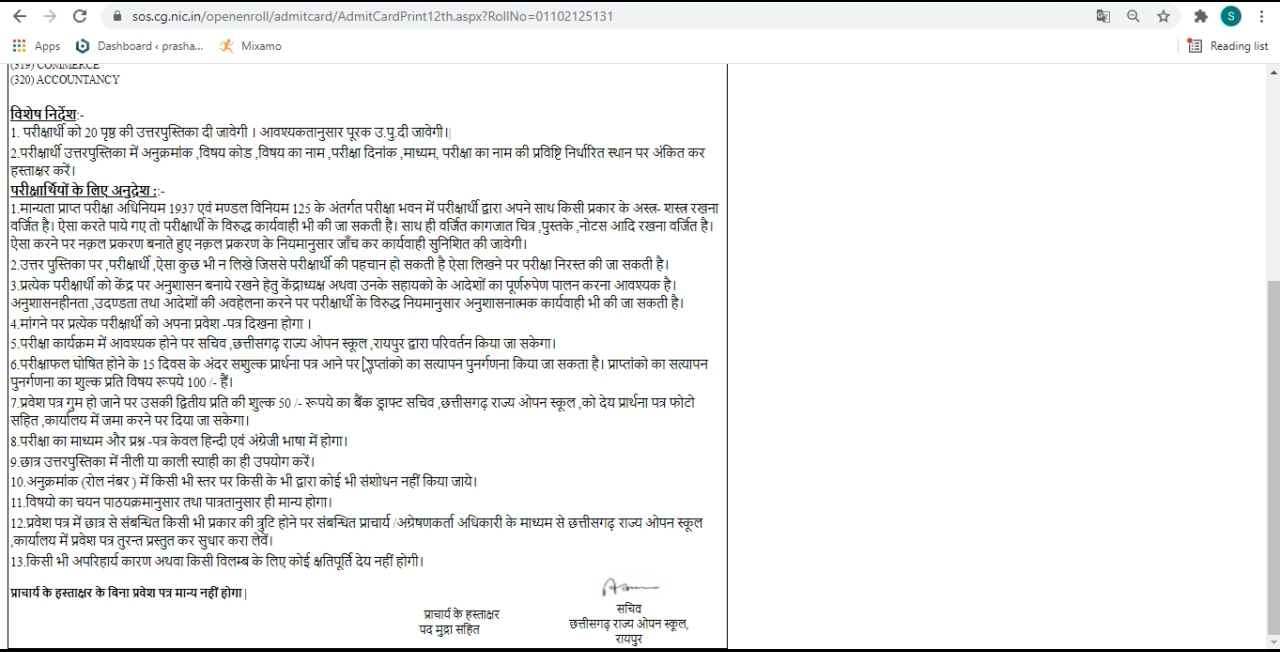 sos.cg.nic.in/openenroll/admitcard/AdmitCardPrint12th.aspx?RollNo=01102125131
S
Apps Dashboard ‹ prasha... Mixamo Reading list
(319) COMMERCE
(320) ACCOUNTANCY
विशेष निर्देश:-
1. परीक्षार्थी को 20 पृष्ठ की उत्तरपुस्तिका दी जावेगी । आवश्यकतानुसार पूरक उ.पु.दी जावेगी।
2.परीक्षार्थी उत्तरपुस्तिका में अनुक्रमांक ,विषय कोड ,विषय का नाम ,परीक्षा दिनांक ,माध्यम, परीक्षा का नाम की प्रविष्टि निर्धारित स्थान पर अंकित कर
हस्ताक्षर करें।
परीक्षार्थियों के लिए अनुदेश ::-
1.मान्यता प्राप्त परीक्षा अधिनियम 1937 एवं मण्डल विनियम 125 के अंतर्गत परीक्षा भवन में परीक्षार्थी द्वारा अपने साथ किसी प्रकार के अस्त्र- शस्त्र रखना
वर्जित है। ऐसा करते पाये गए तो परीक्षार्थी के विरुद्ध कार्यवाही भी की जा सकती है। साथ ही वर्जित कागजात चित्र ,पुस्तके ,नोटस आदि रखना वर्जित है।
ऐसा करने पर नक़ल प्रकरण बनाते हुए नक़ल प्रकरण के नियमानुसार जाँच कर कार्यवाही सुनिशित की जावेगी।
2.उत्तर पुस्तिका पर ,परीक्षार्थी ,ऐसा कुछ भी न लिखे जिससे परीक्षार्थी की पहचान हो सकती है ऐसा लिखने पर परीक्षा निरस्त की जा सकती है।
3.प्रत्येक परीक्षार्थी को केंद्र पर अनुशासन बनाये रखने हेतु केंद्राध्यक्ष अथवा उनके सहायको के आदेशों का पूर्णरुपेण पालन करना आवश्यक है।
अनुशासनहीनता ,उदण्डता तथा आदेशों की अवहेलना करने पर परीक्षार्थी के विरुद्ध नियमानुसार अनुशासनात्मक कार्यवाही भी की जा सकती है।
4.मांगने पर प्रत्येक परीक्षार्थी को अपना प्रवेश -पत्र दिखना होगा ।
5.परीक्षा कार्यक्रम में आवश्यक होने पर सचिव ,छत्तीसगढ़ राज्य ओपन स्कूल ,रायपुर द्वारा परिवर्तन किया जा सकेगा।
6.परीक्षाफल घोषित होने के 15 दिवस के अंदर सशुल्क प्रार्थना पत्र आने पर प्राप्तांको का सत्यापन पुनर्गणना किया जा सकता है। प्राप्तांको का सत्यापन
पुनर्गणना का शुल्क प्रति विषय रूपये 100 /- हैं।
7.प्रवेश पत्र गुम हो जाने पर उसकी द्वितीय प्रति की शुल्क 50 /- रूपये का बैंक ड्राफ्ट सचिव ,छत्तीसगढ़ राज्य ओपन स्कूल ,को देय प्रार्थना पत्र फोटो
सहित ,कार्यालय में जमा करने पर दिया जा सकेगा।
8.परीक्षा का माध्यम और प्रश्न -पत्र केवल हिन्दी एवं अंग्रेजी भाषा में होगा।
9.छात्र उत्तरपुस्तिका में नीली या काली स्याही का ही उपयोग करें।
10.अनुक्रमांक (रोल नंबर ) में किसी भी स्तर पर किसी के भी द्वारा कोई भी संशोधन नहीं किया जाये।
11.विषयो का चयन पाठयक्रमानुसार तथा पात्रतानुसार ही मान्य होगा।
12.प्रवेश पत्र में छात्र से संबन्धित किसी भी प्रकार की त्रुटि होने पर संबन्धित प्राचार्य /अग्रेषणकर्ता अधिकारी के माध्यम से छत्तीसगढ़ राज्य ओपन स्कूल
,कार्यालय में प्रवेश पत्र तुरन्त प्रस्तुत कर सुधार करा लेवें।
13.किसी भी अपरिहार्य कारण अथवा किसी विलम्ब के लिए कोई क्षतिपूर्ति देय नहीं होगी।
प्राचार्य के हस्ताक्षर के बिना प्रवेश पत्र मान्य नहीं होगा |
प्राचार्य के हस्ताक्षर
पद मुद्रा सहित
सचिव
छत्तीसगढ़ राज्य ओपन स्कूल,
रायपुर